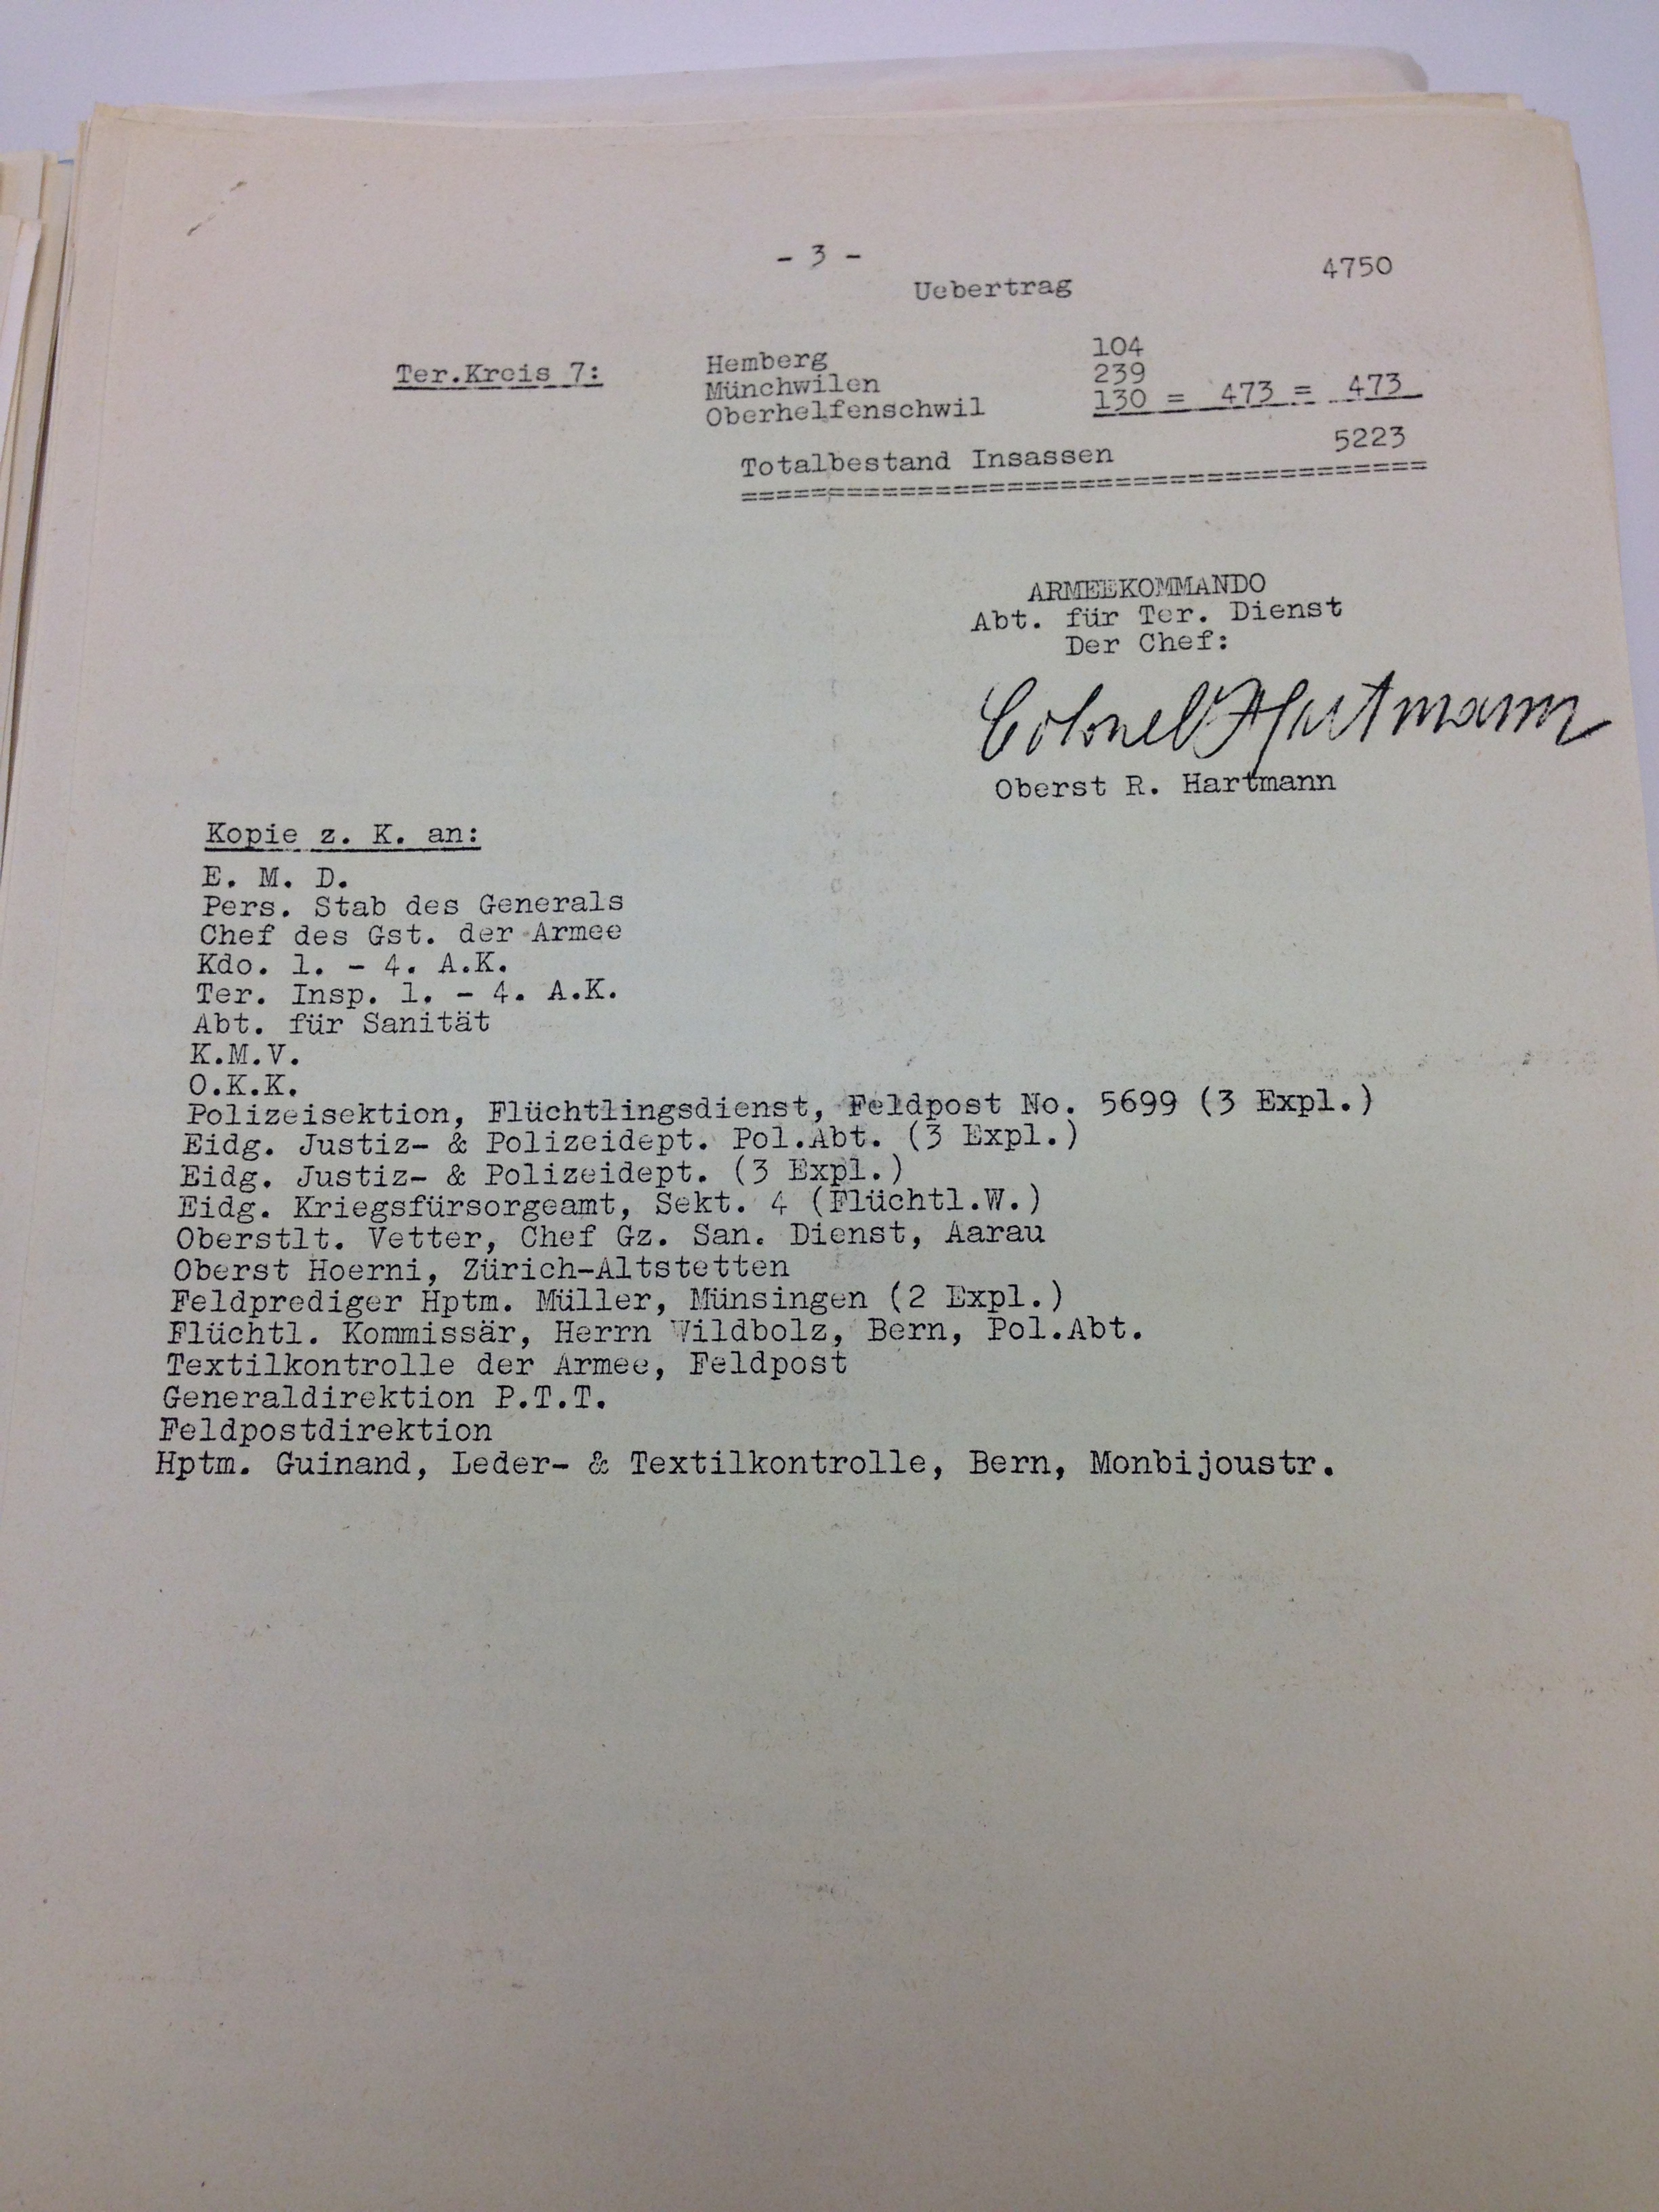 - 3 -
Uebertrag 4750
Ter.Kreis 7: Hemberg 104
Münchwilen 239
Oberhelfenschwil 130 = 473 = 473
Totalbestand Insassen 5223
=======================================
ARMEEKOMMANDO
Abt. für Ter. Dienst
Der Chef:
Colonel Hartmann
Oberst R. Hartmann
Kopie z. K. an:
E. M. D.
Pers. Stab des Generals
Chef des Gst. der Armee
Kdo. 1. - 4. A.K.
Ter. Insp. 1. - 4. A.K.
Abt. für Sanität
K.M.V.
O.K.K.
Polizeisektion, Flüchtlingsdienst, Feldpost No. 5699 (3 Expl.)
Eidg. Justiz- & Polizeidept. Pol.Abt. (3 Expl.)
Eidg. Justiz- & Polizeidept. (3 Expl.)
Eidg. Kriegsfürsorgeamt, Sekt. 4 (Flüchtl.W.)
Oberstlt. Vetter, Chef Gz. San. Dienst, Aarau
Oberst Hoerni, Zürich-Altstetten
Feldprediger Hptm. Müller, Münsingen (2 Expl.)
Flüchtl. Kommissär, Herrn Wildbolz, Bern, Pol.Abt.
Textilkontrolle der Armee, Feldpost
Generaldirektion P.T.T.
Feldpostdirektion
Hptm. Guinand, Leder- & Textilkontrolle, Bern, Monbijoustr.